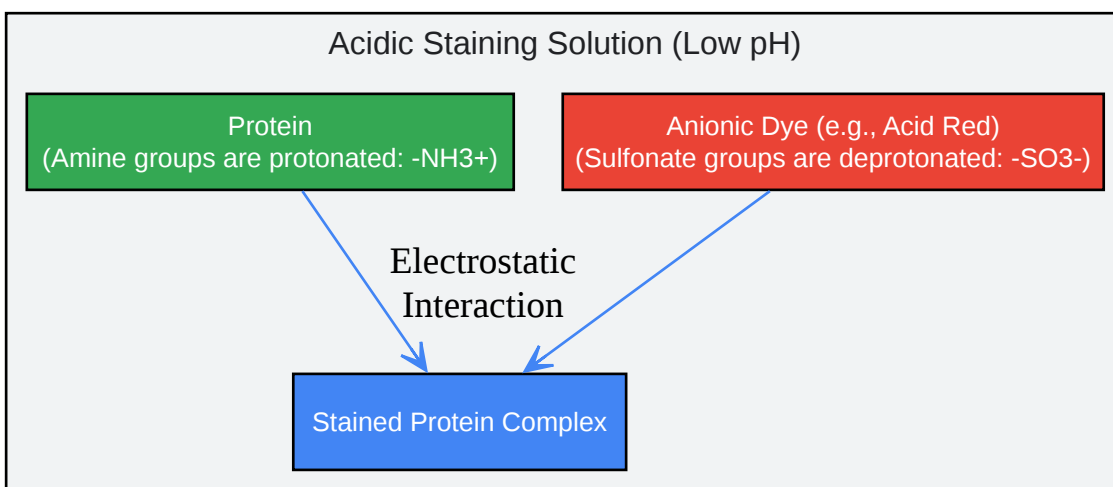 Acidic Staining Solution (Low pH)
Protein
(Amine groups are protonated: -NH3+)
Anionic Dye (e.g., Acid Red)
(Sulfonate groups are deprotonated: -SO3-)
Electrostatic
Interaction
Stained Protein Complex